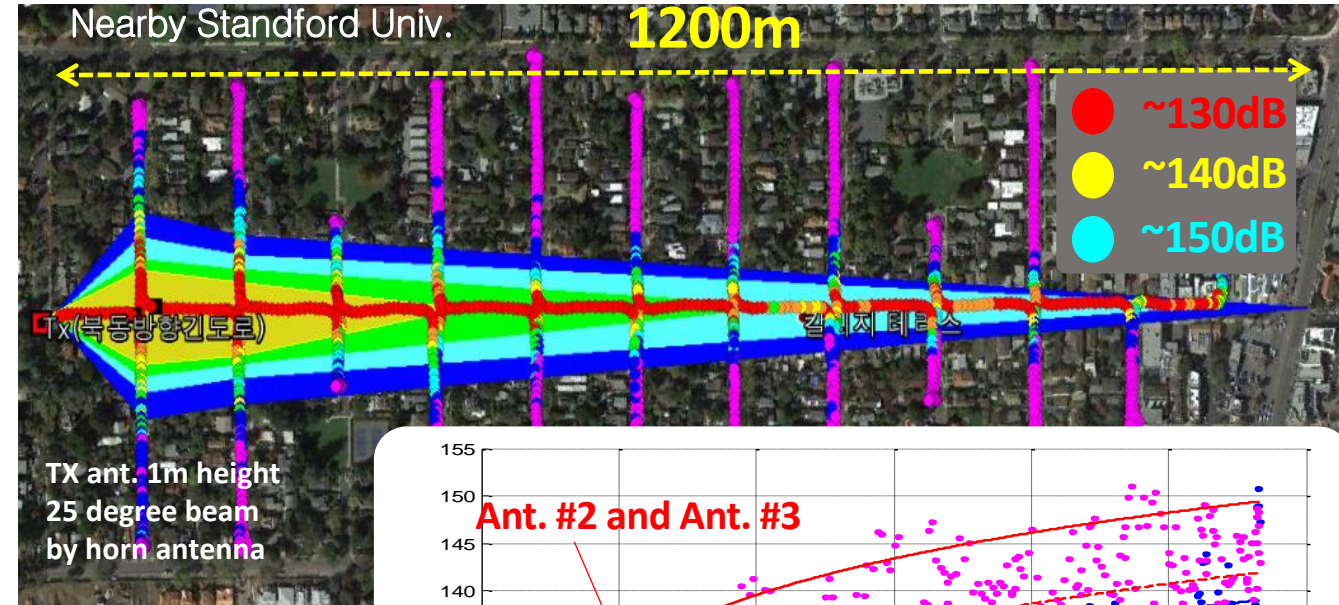 Nearby Standford Univ.
1200m
~130dB
~140dB
~150dB
Tx(북동방향긴도로)
TX ant. 1m height
25 degree beam
by horn antenna
155
150
Ant. #2 and Ant. #3
145
140